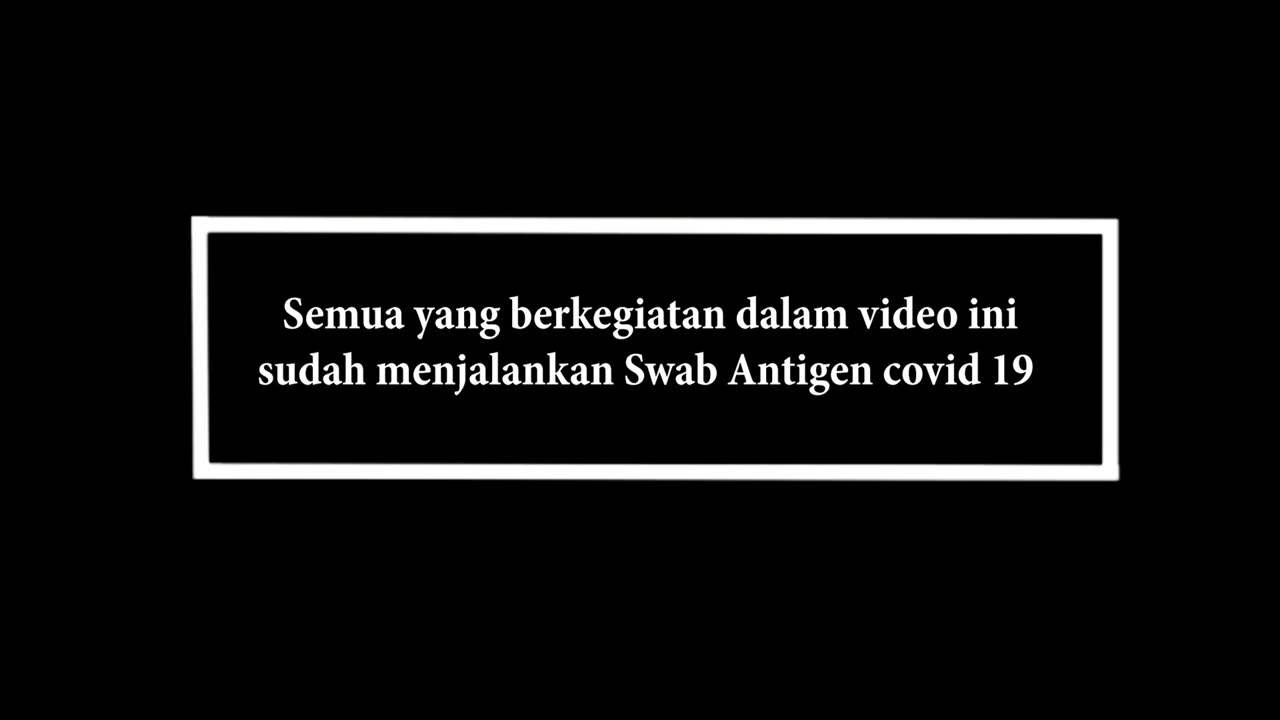 Semua yang berkegiatan dalam video ini
sudah menjalankan Swab Antigen covid 19